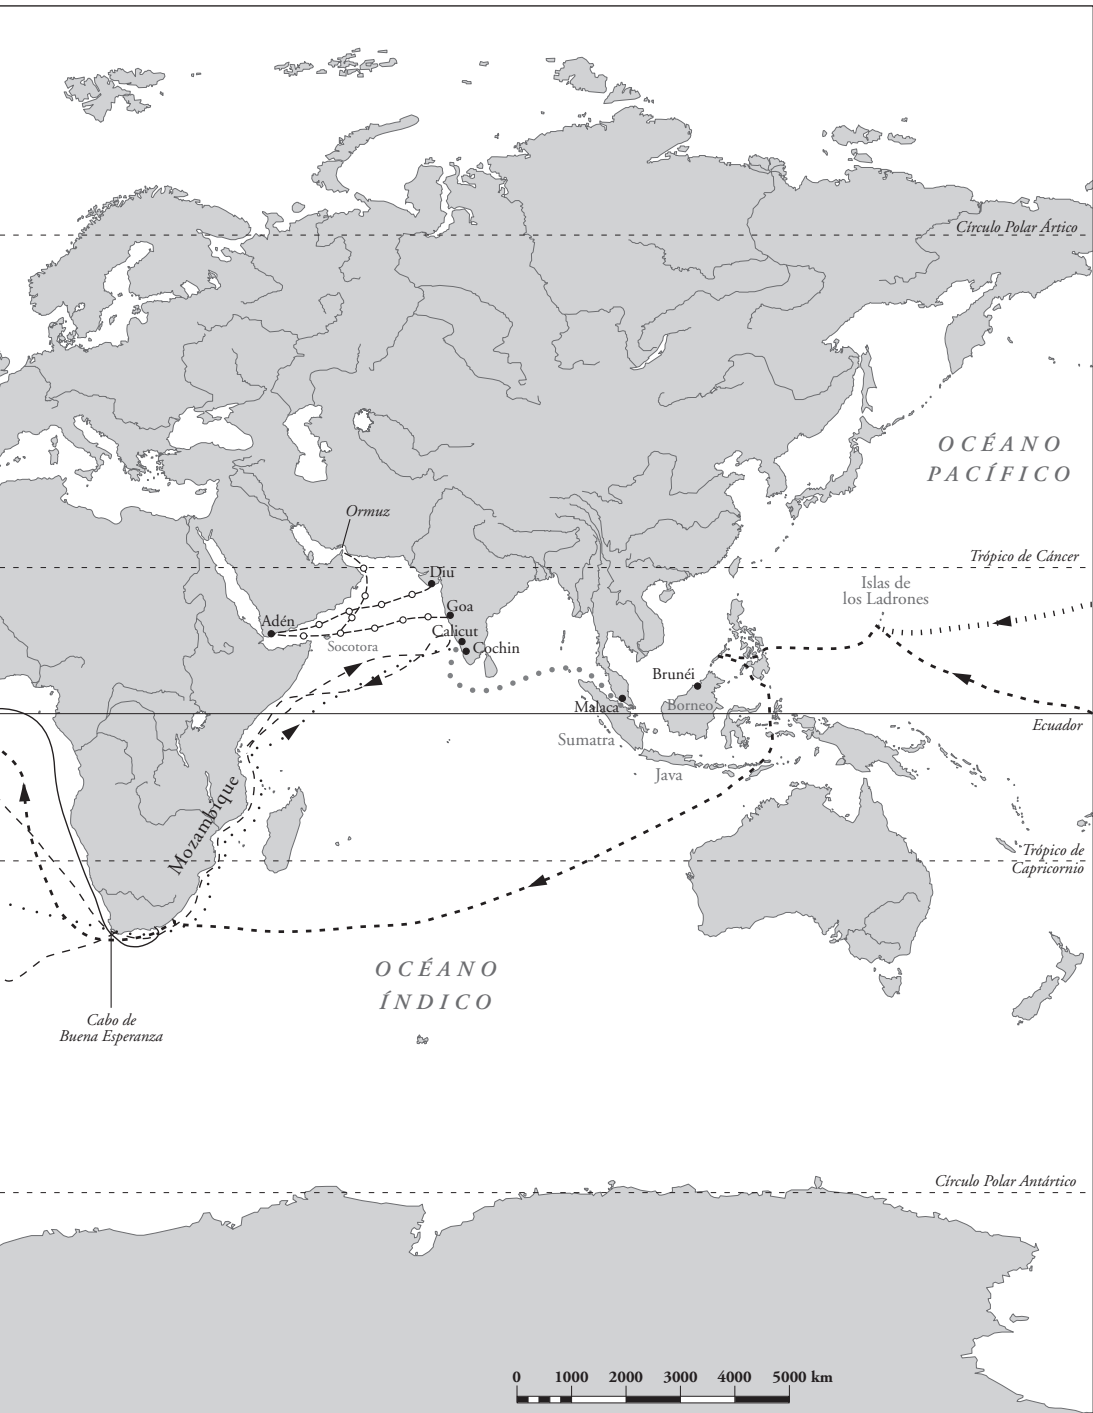 Círculo Polar Ártico
OCÉANO
PACÍFICO
Ormuz
Trópico de Cáncer
Diu
Islas de
los Ladrones
Goa
Adén
Calicut
Socotora
Cochin
Brunéi
Malaca
Borneo
Ecuador
Sumatra
Java
Mozambique
Trópico de
Capricornio
OCÉANO
ÍNDICO
Cabo de
Buena Esperanza
Círculo Polar Antártico
0 1000 2000 3000 4000 5000 km